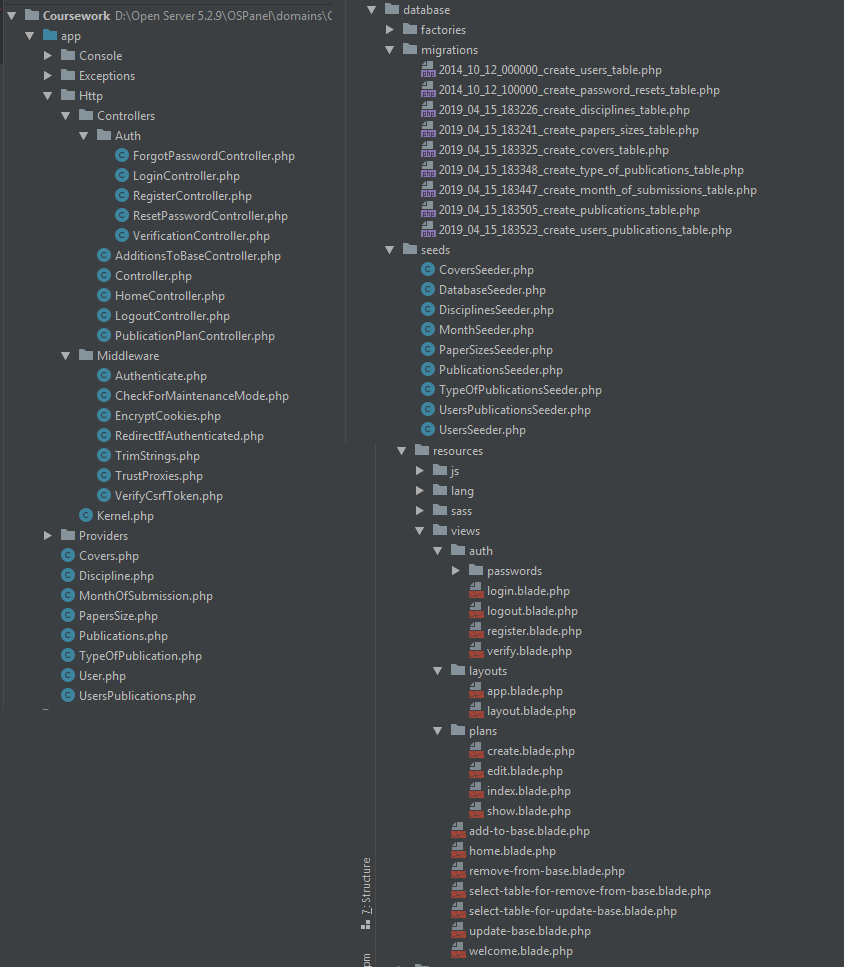 Coursework D:\Open Server 5.2.9\OSPanel\domains\C
app
Console
Exceptions
Http
Controllers
Auth
ForgotPasswordController.php
LoginController.php
RegisterController.php
ResetPasswordController.php
VerificationController.php
AdditionsToBaseController.php
Controller.php
HomeController.php
LogoutController.php
PublicationPlanController.php
Middleware
Authenticate.php
CheckForMaintenanceMode.php
EncryptCookies.php
RedirectIfAuthenticated.php
TrimStrings.php
TrustProxies.php
VerifyCsrfToken.php
Kernel.php
Providers
Covers.php
Discipline.php
MonthOfSubmission.php
PapersSize.php
Publications.php
TypeOfPublication.php
User.php
UsersPublications.php
database
factories
migrations
2014_10_12_000000_create_users_table.php
2014_10_12_100000_create_password_resets_table.php
2019_04_15_183226_create_disciplines_table.php
2019_04_15_183241_create_papers_sizes_table.php
2019_04_15_183325_create_covers_table.php
2019_04_15_183348_create_type_of_publications_table.php
2019_04_15_183447_create_month_of_submissions_table.php
2019_04_15_183505_create_publications_table.php
2019_04_15_183523_create_users_publications_table.php
seeds
CoversSeeder.php
DatabaseSeeder.php
DisciplinesSeeder.php
MonthSeeder.php
PaperSizesSeeder.php
PublicationsSeeder.php
TypeOfPublicationsSeeder.php
UsersPublicationsSeeder.php
UsersSeeder.php
resources
js
lang
sass
views
auth
passwords
login.blade.php
logout.blade.php
register.blade.php
verify.blade.php
layouts
app.blade.php
layout.blade.php
plans
create.blade.php
edit.blade.php
index.blade.php
show.blade.php
add-to-base.blade.php
home.blade.php
remove-from-base.blade.php
select-table-for-remove-from-base.blade.php
select-table-for-update-base.blade.php
update-base.blade.php
welcome.blade.php
7: Structure
pm